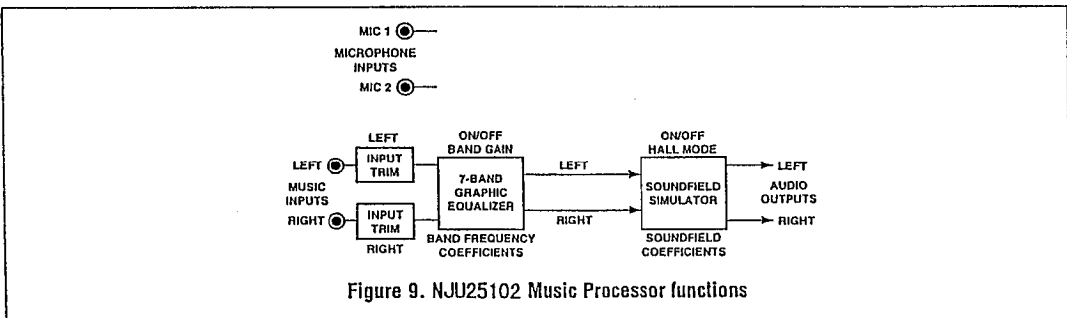 MIC 1
MICROPHONE
INPUTS
MIC 2
LEFT
ON/OFF
BAND GAIN
ON/OFF
HALL MODE
LEFT
INPUT
TRIM
7-BAND
GRAPHIC
EQUALIZER
LEFT
SOUNDFIELD
SIMULATOR
LEFT
MUSIC
INPUTS
AUDIO
OUTPUTS
RIGHT
INPUT
TRIM
RIGHT
RIGHT
RIGHT
BAND FREQUENCY
COEFFICIENTS
SOUNDFIELD
COEFFICIENTS
Figure 9. NJU25102 Music Processor functions